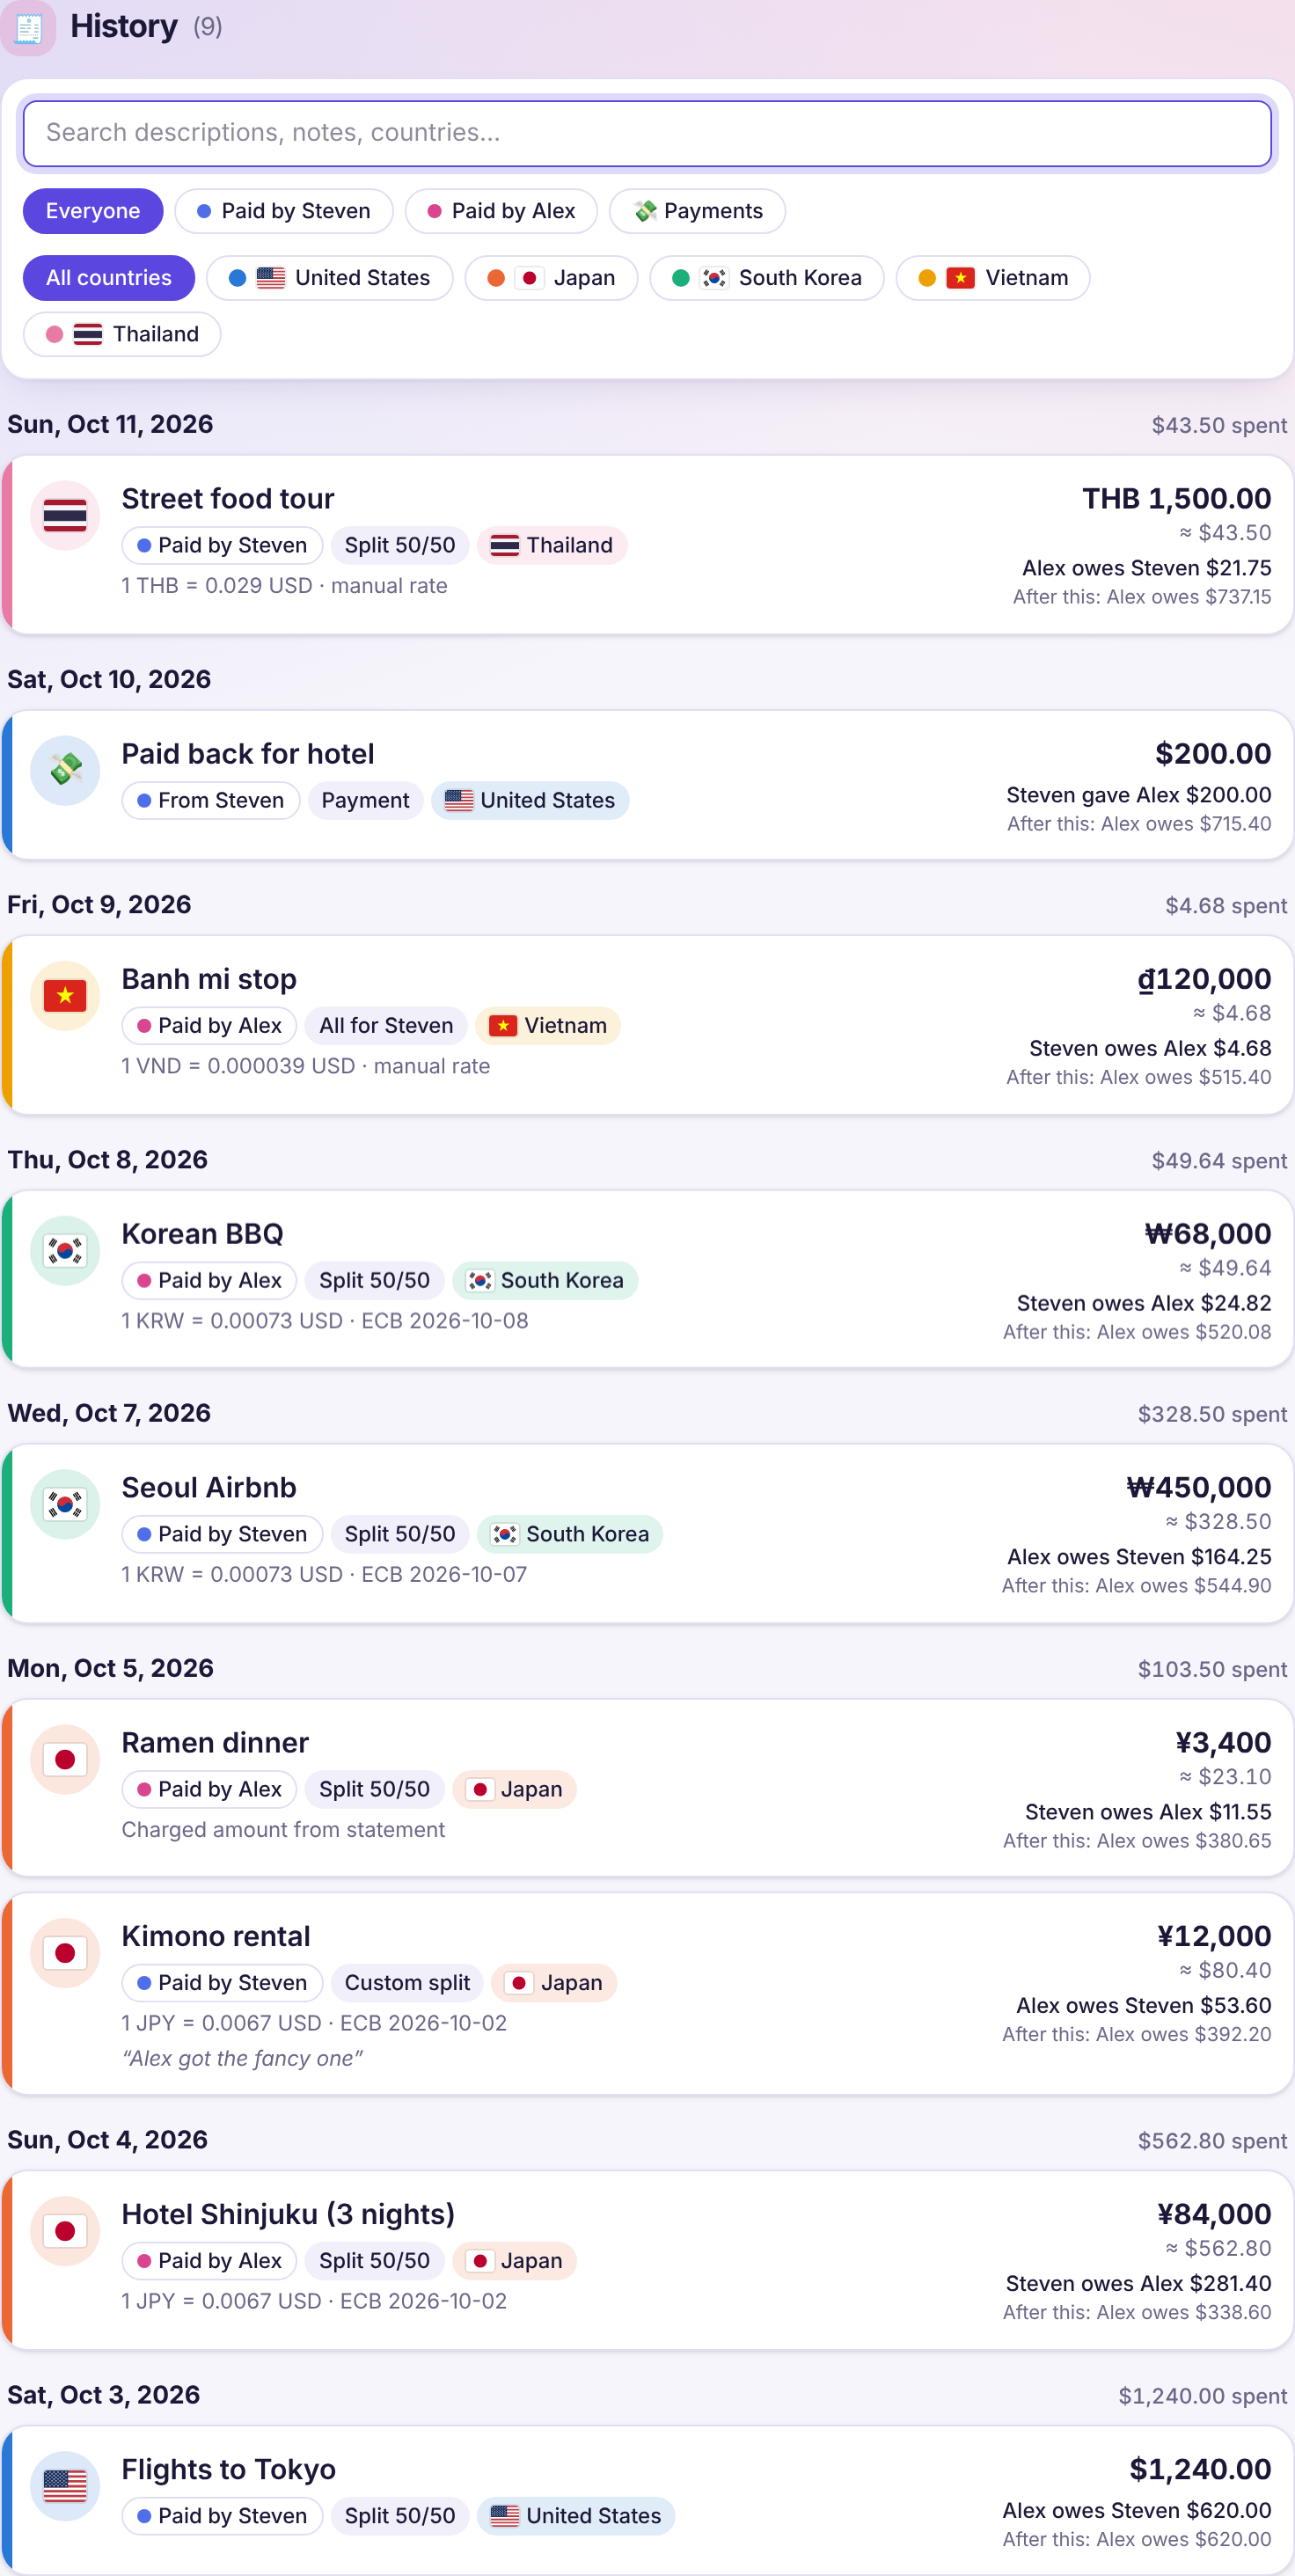 History (9)
Search descriptions, notes, countries...
Everyone Paid by Steven Paid by Alex Payments
All countries United States Japan South Korea Vietnam
Thailand
Sun, Oct 11, 2026 $43.50 spent
Street food tour THB 1,500.00
≈ $43.50
Paid by Steven Split 50/50 Thailand
Alex owes Steven $21.75
1 THB = 0.029 USD · manual rate
After this: Alex owes $737.15
Sat, Oct 10, 2026
Paid back for hotel $200.00
From Steven Payment United States
Steven gave Alex $200.00
After this: Alex owes $715.40
Fri, Oct 9, 2026 $4.68 spent
Banh mi stop ₫120,000
≈ $4.68
Paid by Alex All for Steven Vietnam
Steven owes Alex $4.68
1 VND = 0.000039 USD · manual rate
After this: Alex owes $515.40
Thu, Oct 8, 2026 $49.64 spent
Korean BBQ ₩68,000
≈ $49.64
Paid by Alex Split 50/50 South Korea
Steven owes Alex $24.82
1 KRW = 0.00073 USD · ECB 2026-10-08
After this: Alex owes $520.08
Wed, Oct 7, 2026 $328.50 spent
Seoul Airbnb ₩450,000
≈ $328.50
Paid by Steven Split 50/50 South Korea
Alex owes Steven $164.25
1 KRW = 0.00073 USD · ECB 2026-10-07
After this: Alex owes $544.90
Mon, Oct 5, 2026 $103.50 spent
Ramen dinner ¥3,400
≈ $23.10
Paid by Alex Split 50/50 Japan
Steven owes Alex $11.55
Charged amount from statement
After this: Alex owes $380.65
Kimono rental ¥12,000
≈ $80.40
Paid by Steven Custom split Japan
Alex owes Steven $53.60
1 JPY = 0.0067 USD · ECB 2026-10-02
After this: Alex owes $392.20
“Alex got the fancy one”
Sun, Oct 4, 2026 $562.80 spent
Hotel Shinjuku (3 nights) ¥84,000
≈ $562.80
Paid by Alex Split 50/50 Japan
Steven owes Alex $281.40
1 JPY = 0.0067 USD · ECB 2026-10-02
After this: Alex owes $338.60
Sat, Oct 3, 2026 $1,240.00 spent
Flights to Tokyo $1,240.00
Paid by Steven Split 50/50 United States
Alex owes Steven $620.00
After this: Alex owes $620.00